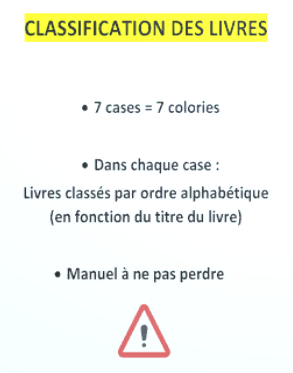 CLASSIFICATION DES LIVRES
• 7 cases = 7 colories
• Dans chaque case :
Livres classés par ordre alphabétique
(en fonction du titre du livre)
• Manuel à ne pas perdre
!